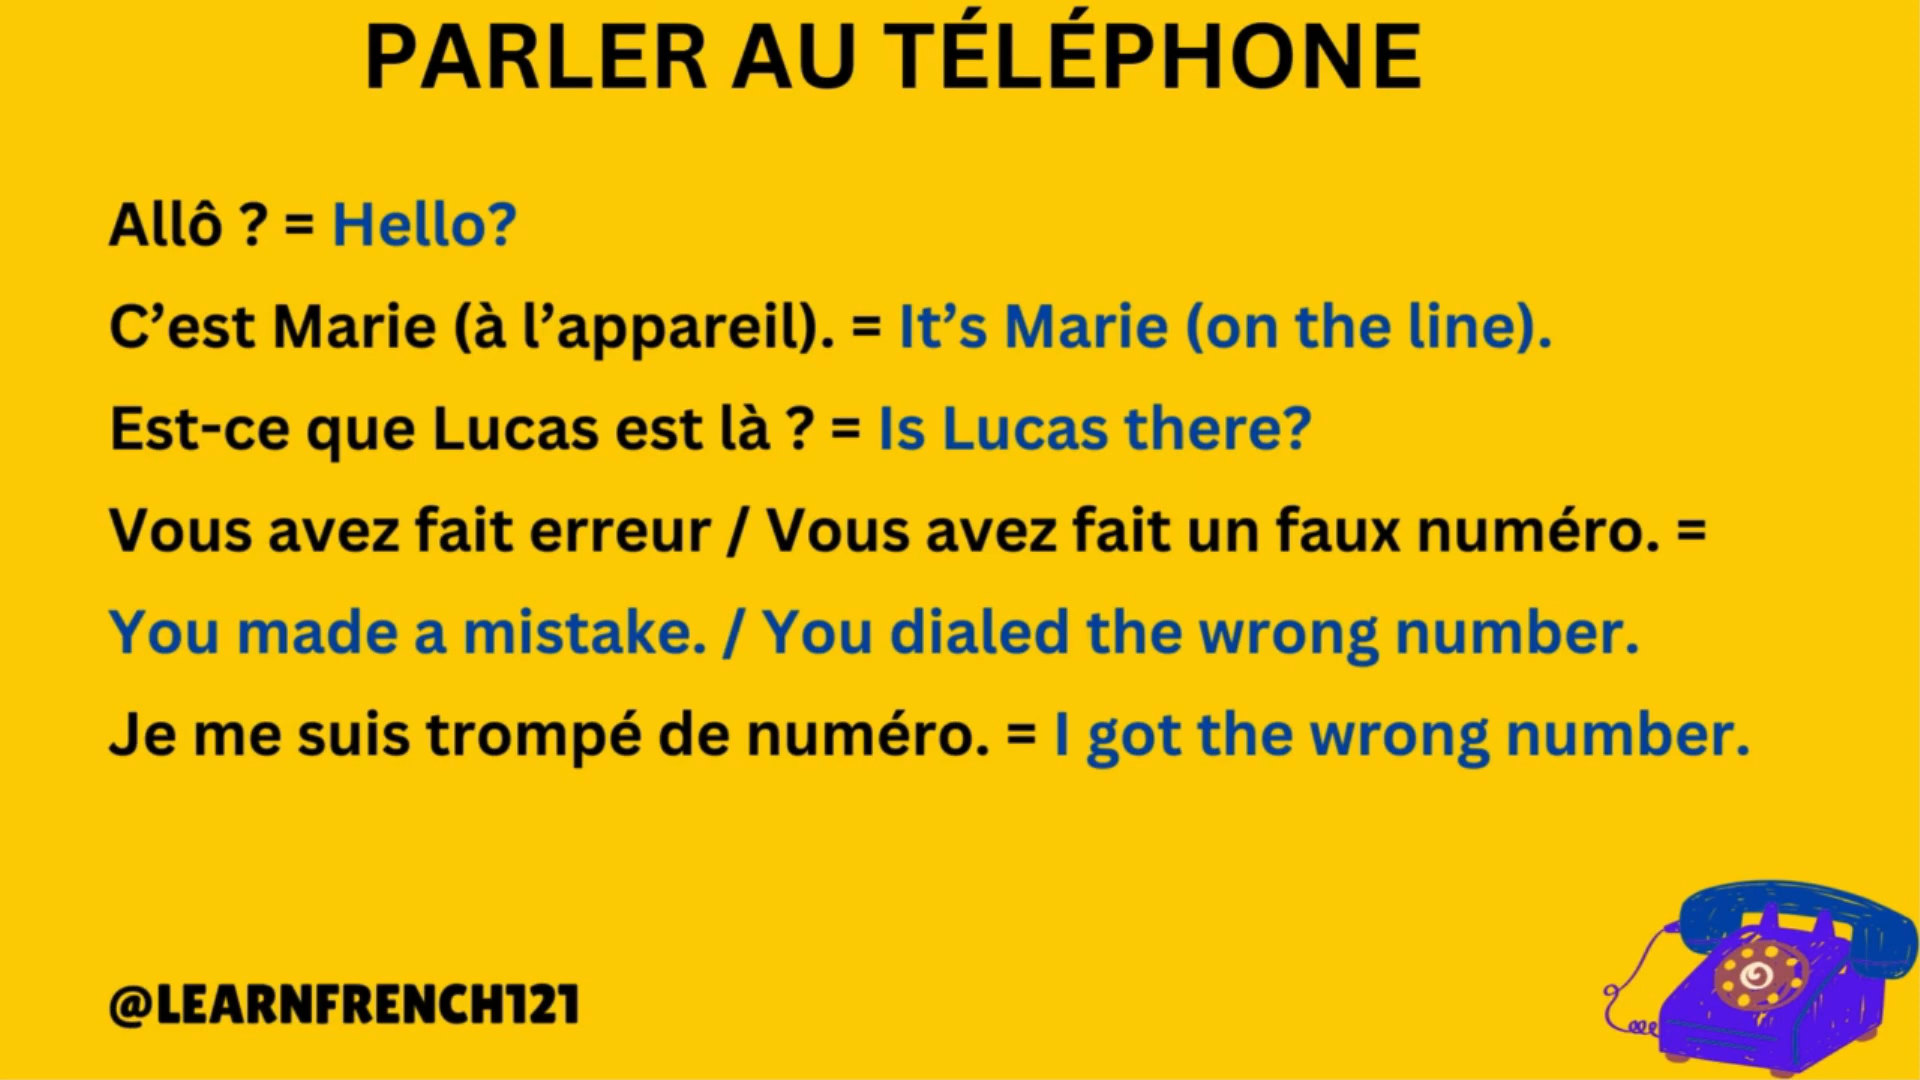 PARLER AU TÉLÉPHONE
Allô ? = Hello?
C’est Marie (à l’appareil). = It’s Marie (on the line).
Est-ce que Lucas est là ? = Is Lucas there?
Vous avez fait erreur / Vous avez fait un faux numéro. =
You made a mistake. / You dialed the wrong number.
Je me suis trompé de numéro. = I got the wrong number.
@LEARNFRENCH121